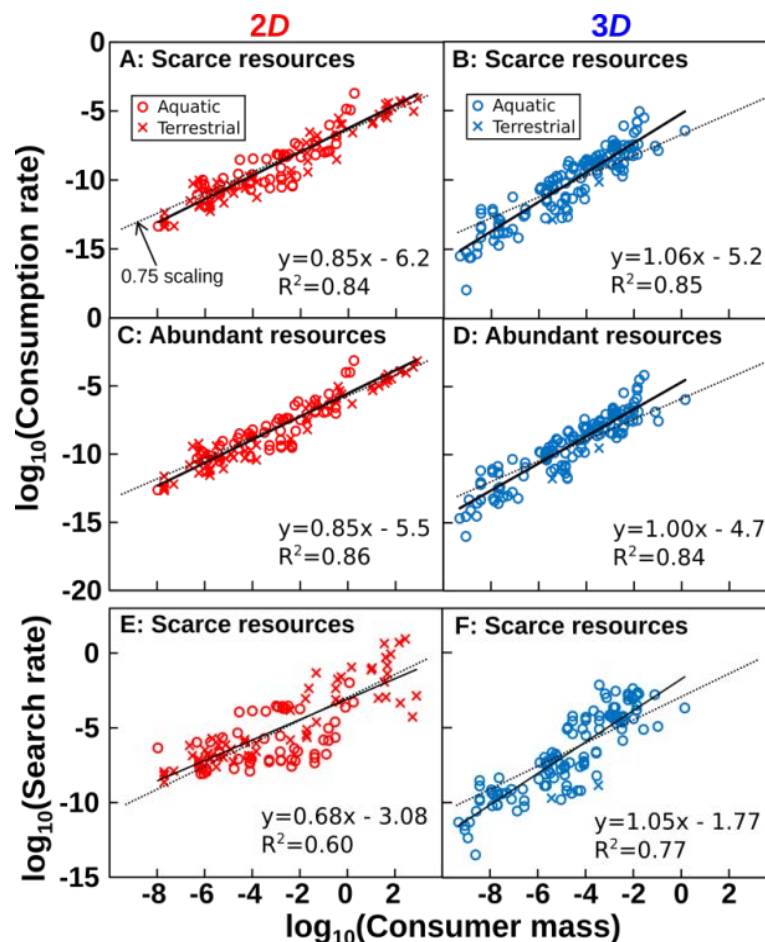 2D
3D
0
A: Scarce resources
B: Scarce resources
Aquatic
Terrestrial
Aquatic
Terrestrial
-5
-10
-15
0.75 scaling
y=0.85x - 6.2
R²=0.84
y=1.06x - 5.2
R²=0.85
log₁₀(Consumption rate)
0
C: Abundant resources
D: Abundant resources
-5
-10
-15
-20
y=0.85x - 5.5
R²=0.86
y=1.00x - 4.7
R²=0.84
E: Scarce resources
F: Scarce resources
0
-5
-10
-15
log₁₀(Search rate)
y=0.68x - 3.08
R²=0.60
y=1.05x - 1.77
R²=0.77
-8 -6 -4 -2 0 2
-8 -6 -4 -2 0 2
log₁₀(Consumer mass)